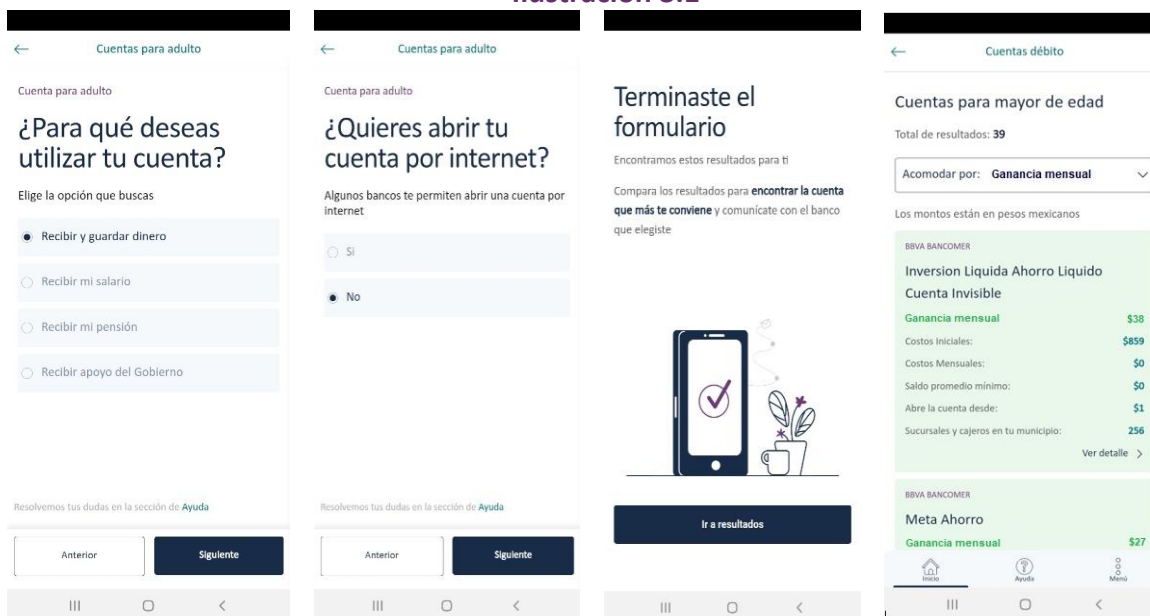 Cuentas para adulto
Cuenta para adulto
¿Para qué deseas
utilizar tu cuenta?
Elige la opción que buscas
Recibir y guardar dinero
Recibir mi salario
Recibir mi pensión
Recibir apoyo del Gobierno
Resolvemos tus dudas en la sección de Ayuda
Anterior
Siguiente
Cuentas para adulto
Cuenta para adulto
¿Quieres abrir tu
cuenta por internet?
Algunos bancos te permiten abrir una cuenta por
internet
Si
No
Resolvemos tus dudas en la sección de Ayuda
Anterior
Siguiente
Terminaste el
formulario
Encontramos estos resultados para ti
Compara los resultados para encontrar la cuenta
que más te conviene y comunícate con el banco
que elegiste
Ir a resultados
Cuentas débito
Cuentas para mayor de edad
Total de resultados: 39
Acomodar por: Ganancia mensual
Los montos están en pesos mexicanos
BBVA BANCOMER
Inversion Liquida Ahorro Liquido
Cuenta Invisible
Ganancia mensual $38
Costos Iniciales: $859
Costos Mensuales: $0
Saldo promedio mínimo: $0
Abre la cuenta desde: $1
Sucursales y cajeros en tu municipio: 256
Ver detalle
BBVA BANCOMER
Meta Ahorro
Ganancia mensual $27
Inicio
Ayuda
Menú